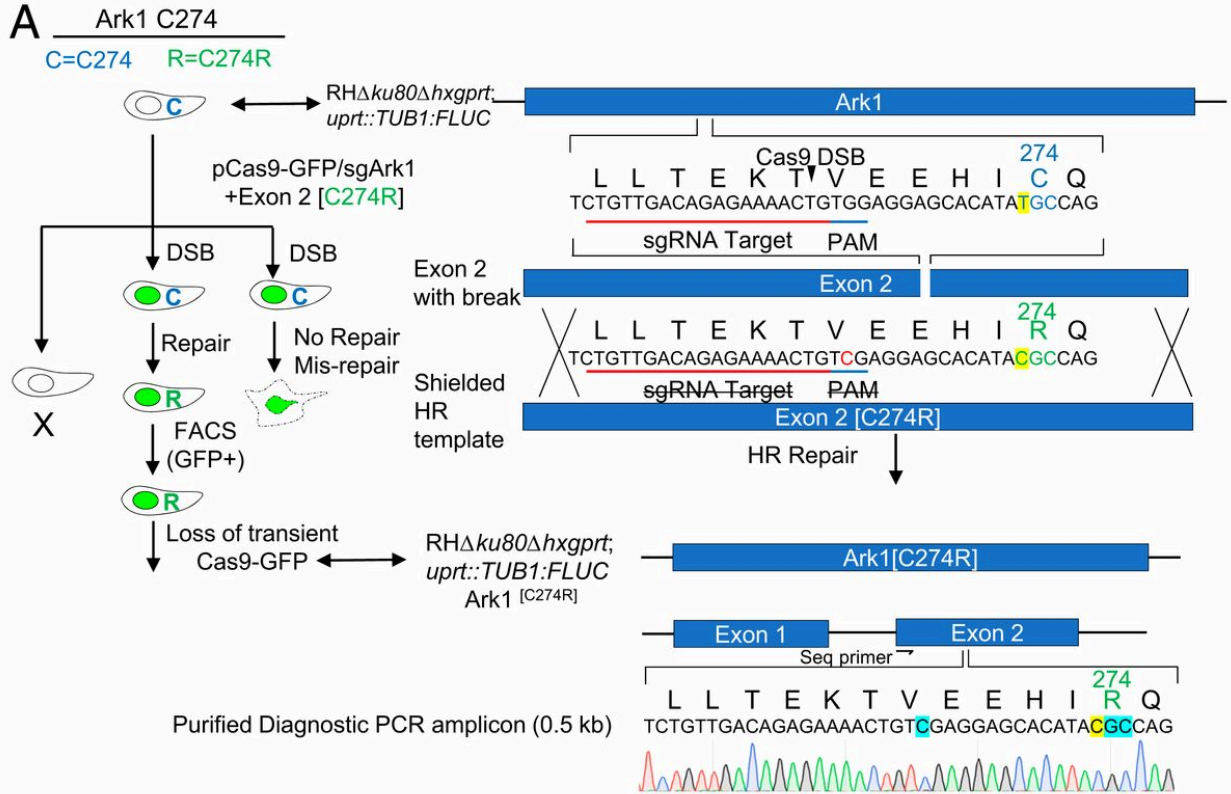 A
Ark1 C274
C=C274 R=C274R
C
RHΔku80Δhxgprt;
uprt::TUB1:FLUC
Ark1
pCas9-GFP/sgArk1
+Exon 2 [C274R]
Cas9 DSB
274
L L T E K T V E E H I C Q
TCTGTTGACAGAGAAAACTGTGGAGGAGCACATATGCCAG
sgRNA Target PAM
DSB
DSB
C
C
Exon 2
with break
Exon 2
Repair
No Repair
Mis-repair
274
L L T E K T V E E H I R Q
TCTGTTGACAGAGAAAACTGTCGAGGAGCACATACGCCAG
sgRNA Target PAM
Shielded
HR
template
Exon 2 [C274R]
X
R
FACS
(GFP+)
HR Repair
R
Loss of transient
Cas9-GFP
RHΔku80Δhxgprt;
uprt::TUB1:FLUC
Ark1 [C274R]
Ark1[C274R]
Exon 1
Exon 2
Seq primer
274
L L T E K T V E E H I R Q
Purified Diagnostic PCR amplicon (0.5 kb)
TCTGTTGACAGAGAAAACTGTCGAGGAGCACATACGCCAG